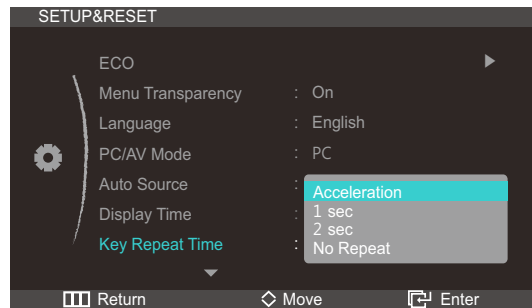 SETUP&RESET
ECO
Menu Transparency : On
Language : English
PC/AV Mode : PC
Auto Source :
Display Time :
Key Repeat Time :
Acceleration
1 sec
2 sec
No Repeat
Return Move Enter